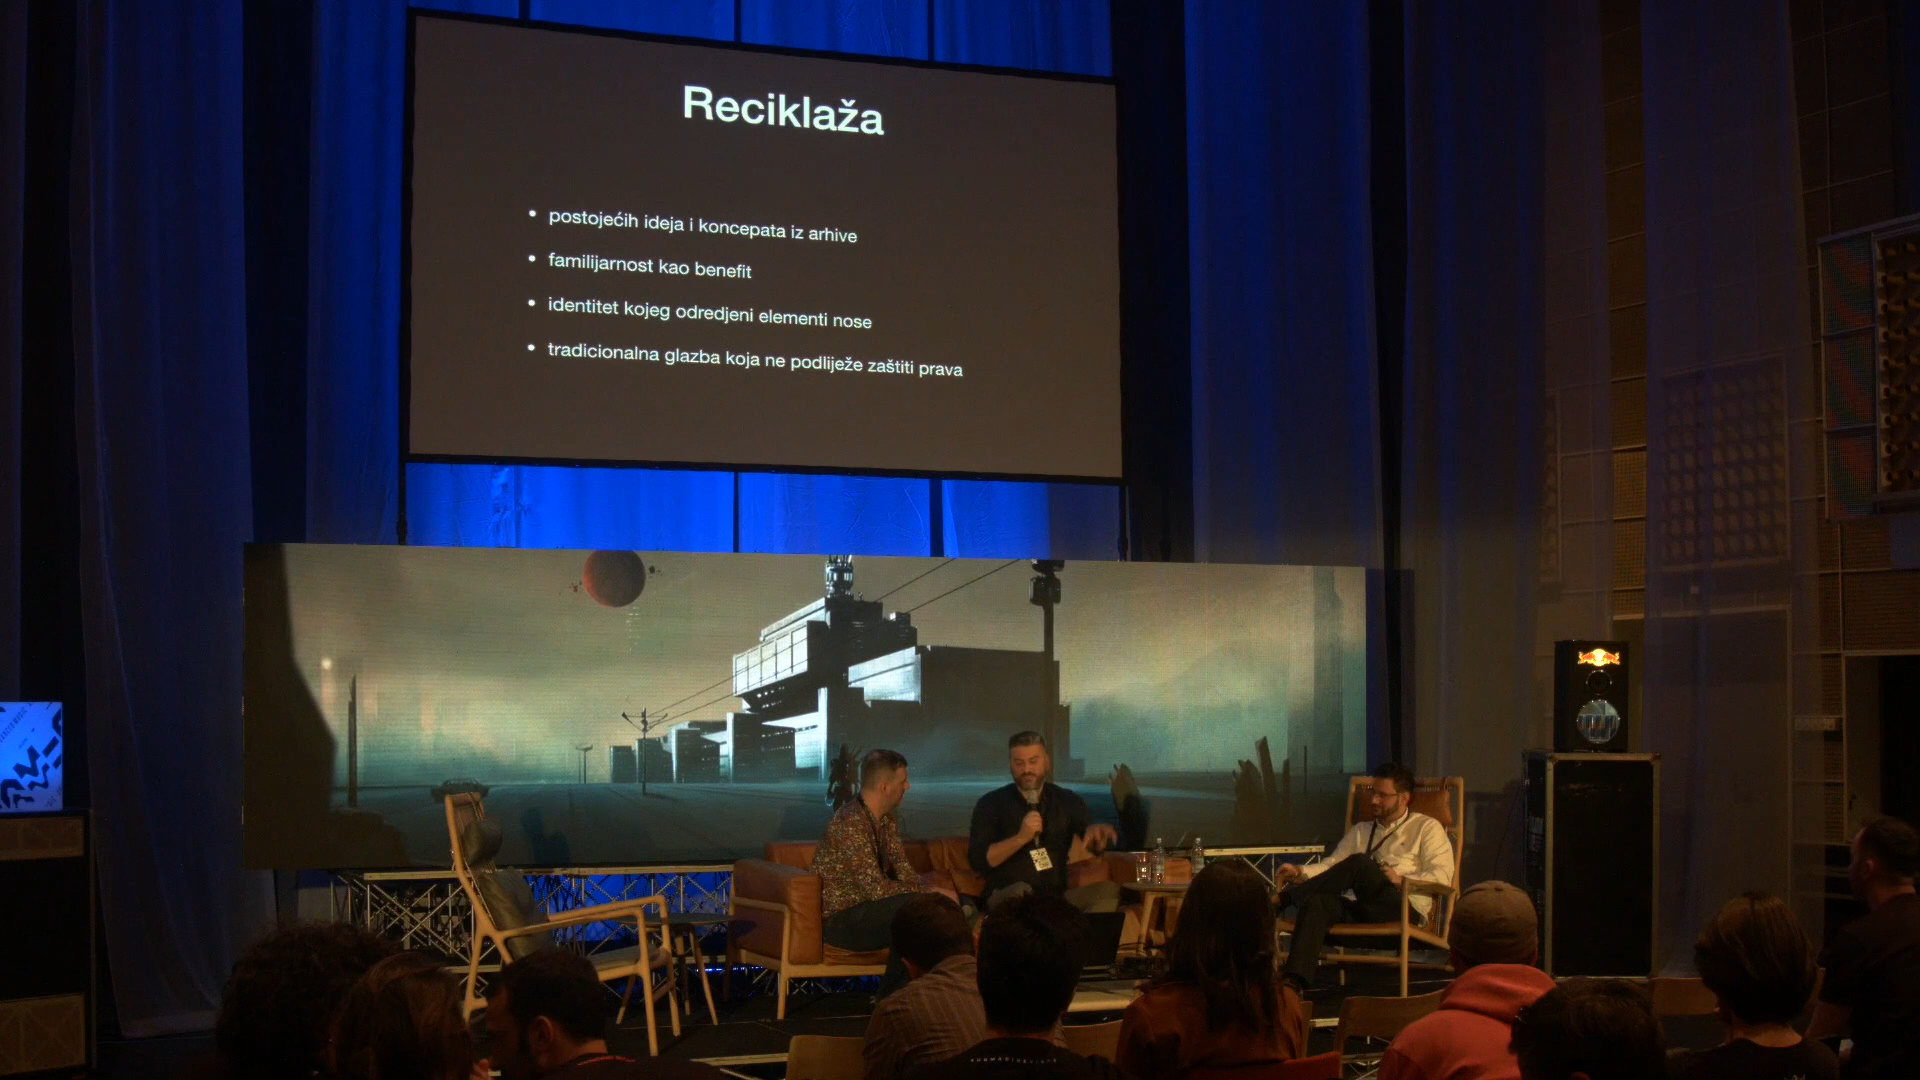 Reciklaža
• postojećih ideja i koncepata iz arhive
• familijarnost kao benefit
• identitet kojeg odredjeni elementi nose
• tradicionalna glazba koja ne podliježe zaštiti prava